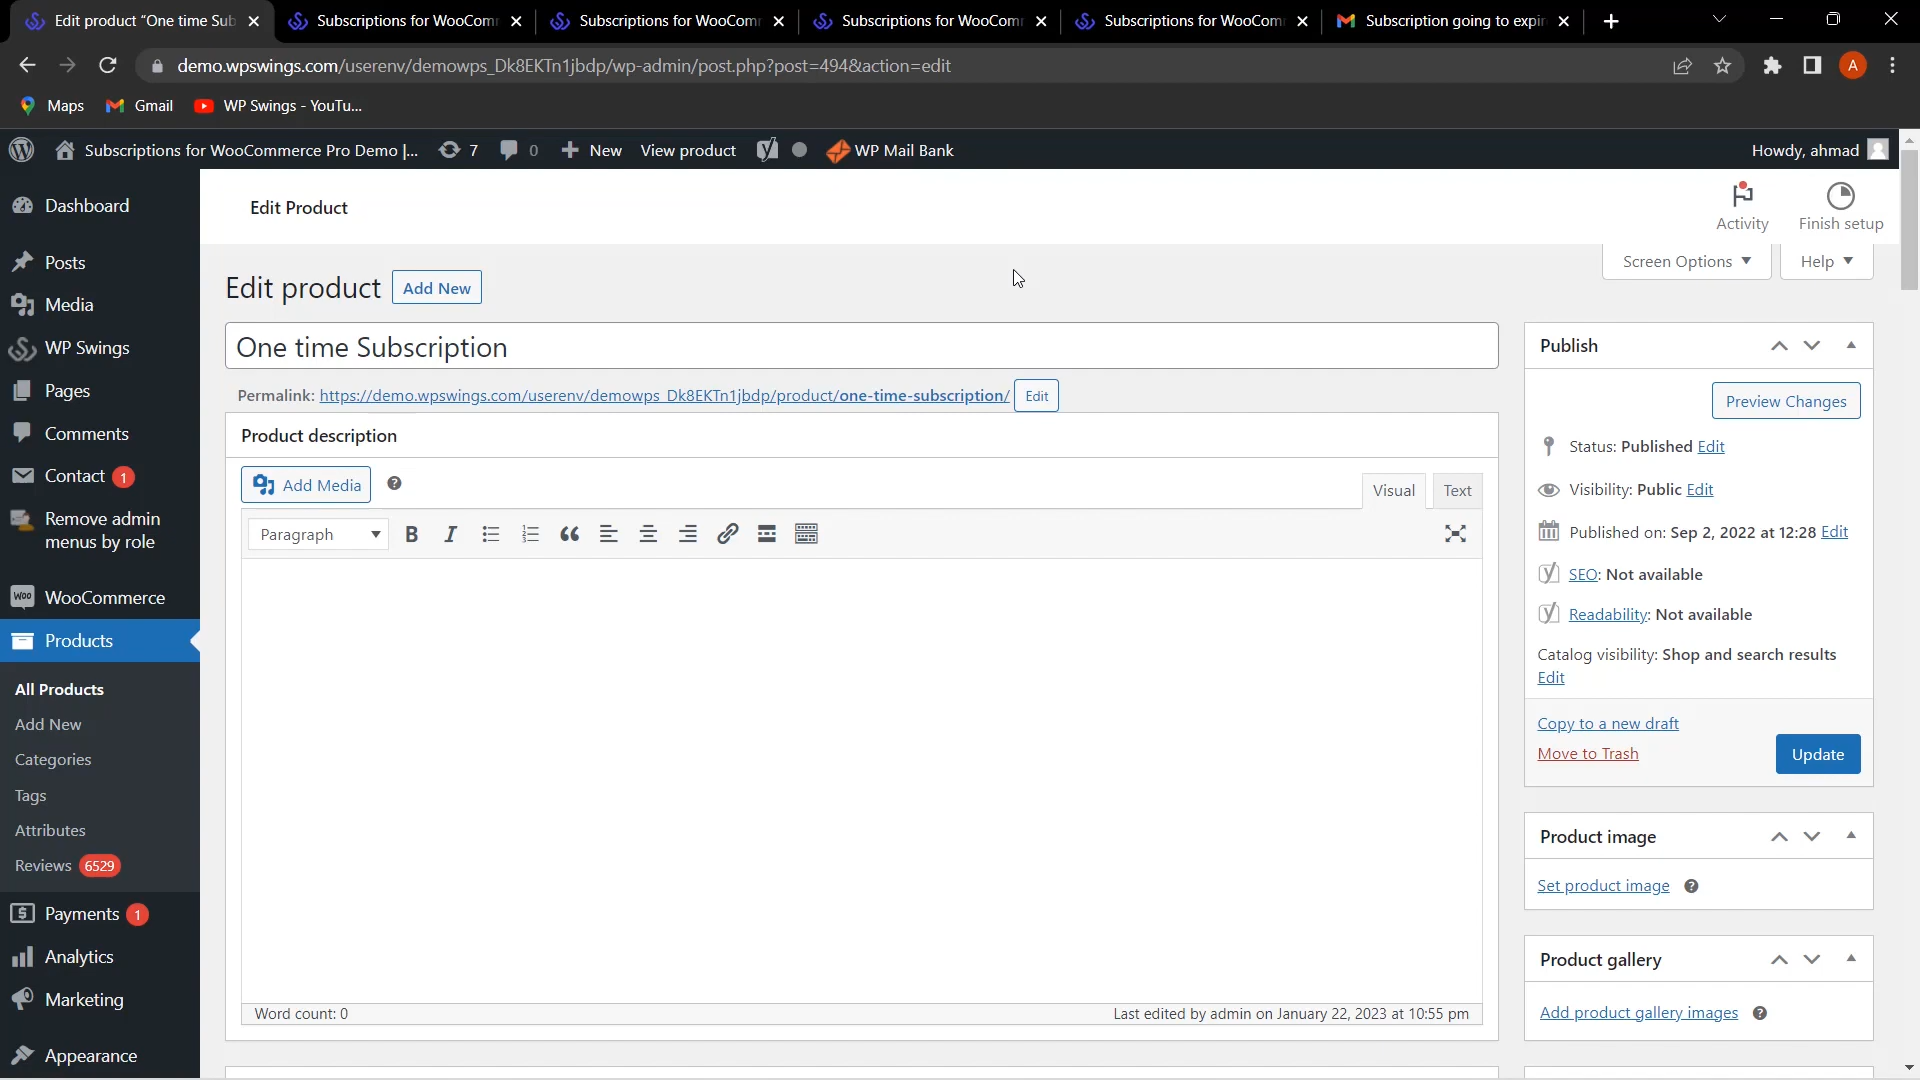 Edit product “One time Sub
Subscriptions for WooCom
Subscriptions for WooCom
Subscriptions for WooCom
Subscriptions for WooCom
Subscription going to expir
demo.wpswings.com/userenv/demowps_Dk8EKTn1jbdp/wp-admin/post.php?post=494&action=edit
A
Maps
Gmail
WP Swings - YouTu...
Subscriptions for WooCommerce Pro Demo |...
7
0
New
View product
WP Mail Bank
Howdy, ahmad
Dashboard
Posts
Media
WP Swings
Pages
Comments
Contact 1
Remove admin
menus by role
WooCommerce
Products
All Products
Add New
Categories
Tags
Attributes
Reviews 6529
Payments 1
Analytics
Marketing
Appearance
Edit Product
Activity
Finish setup
Screen Options
Help
Edit product
Add New
One time Subscription
Permalink: https://demo.wpswings.com/userenv/demowps_Dk8EKTn1jbdp/product/one-time-subscription/ Edit
Product description
Add Media
Visual
Text
Paragraph
B
I
Word count: 0
Last edited by admin on January 22, 2023 at 10:55 pm
Publish
Preview Changes
Status: Published Edit
Visibility: Public Edit
Published on: Sep 2, 2022 at 12:28 Edit
SEO: Not available
Readability: Not available
Catalog visibility: Shop and search results
Edit
Copy to a new draft
Move to Trash
Update
Product image
Set product image
Product gallery
Add product gallery images